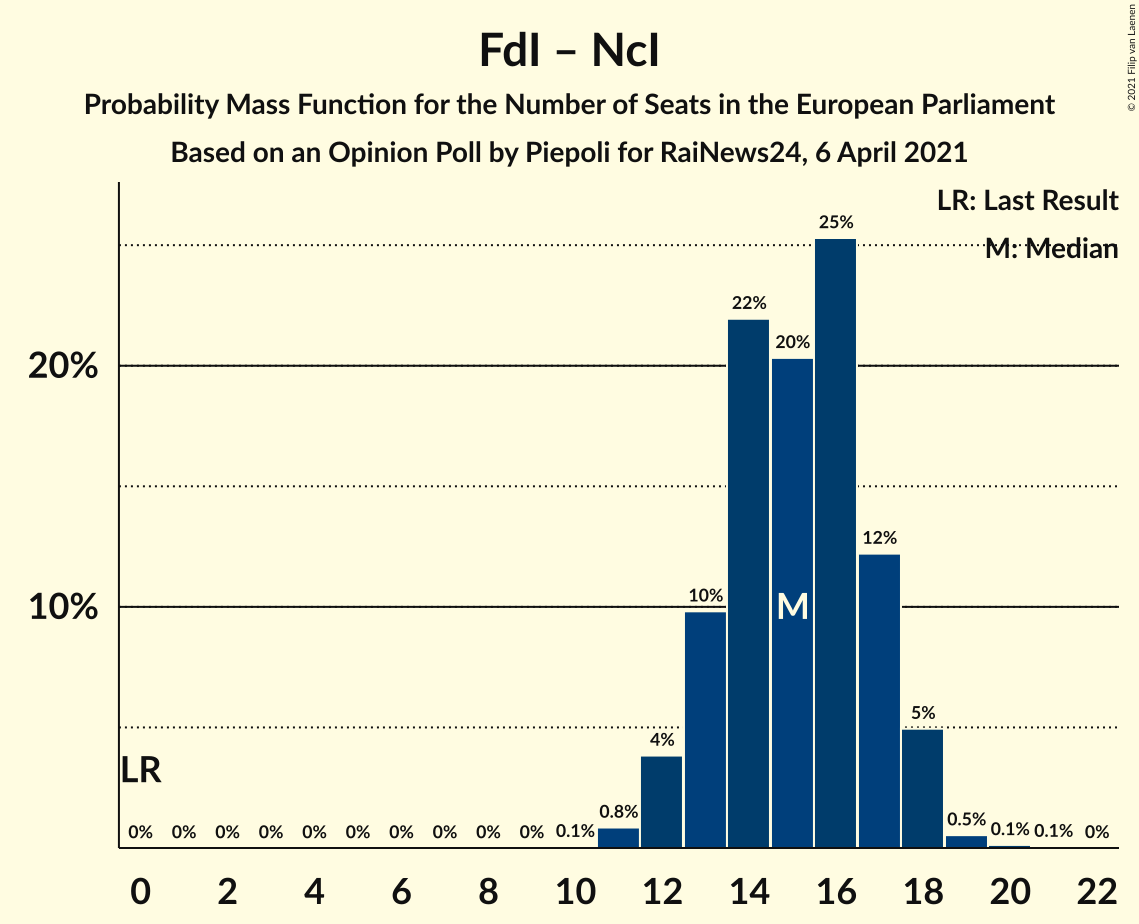 FdI – NcI
Probability Mass Function for the Number of Seats in the European Parliament
Based on an Opinion Poll by Piepoli for RaiNews24, 6 April 2021
© 2021 Filip van Laenen
LR: Last Result
M: Median
25%
22%
20%
20%
12%
10%
10%
M
5%
4%
LR
0% 0% 0% 0% 0% 0% 0% 0% 0% 0% 0.1% 0.8% 0.5% 0.1% 0.1% 0%
0 2 4 6 8 10 12 14 16 18 20 22